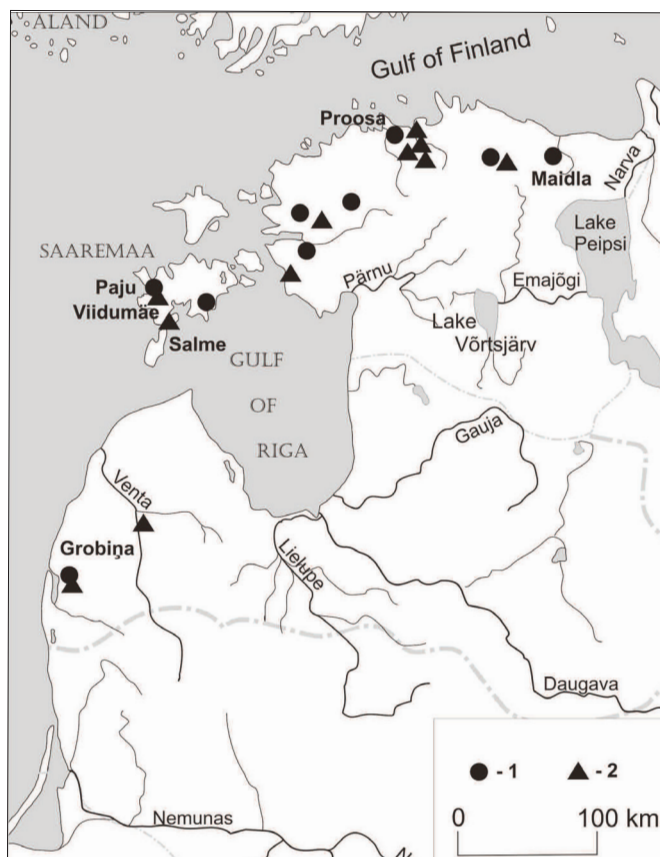 ÅLAND
Gulf of Finland
Proosa
Maidla
Narva
Lake
Peipsi
SAAREMAA
Paju
Viidumäe
Salme
Pärnu
Emajõgi
Lake
Võrtsjärv
GULF
OF
RIGA
Gauja
Venta
Grobiņa
Lielupe
Daugava
Nemunas
- 1
- 2
0
100 km